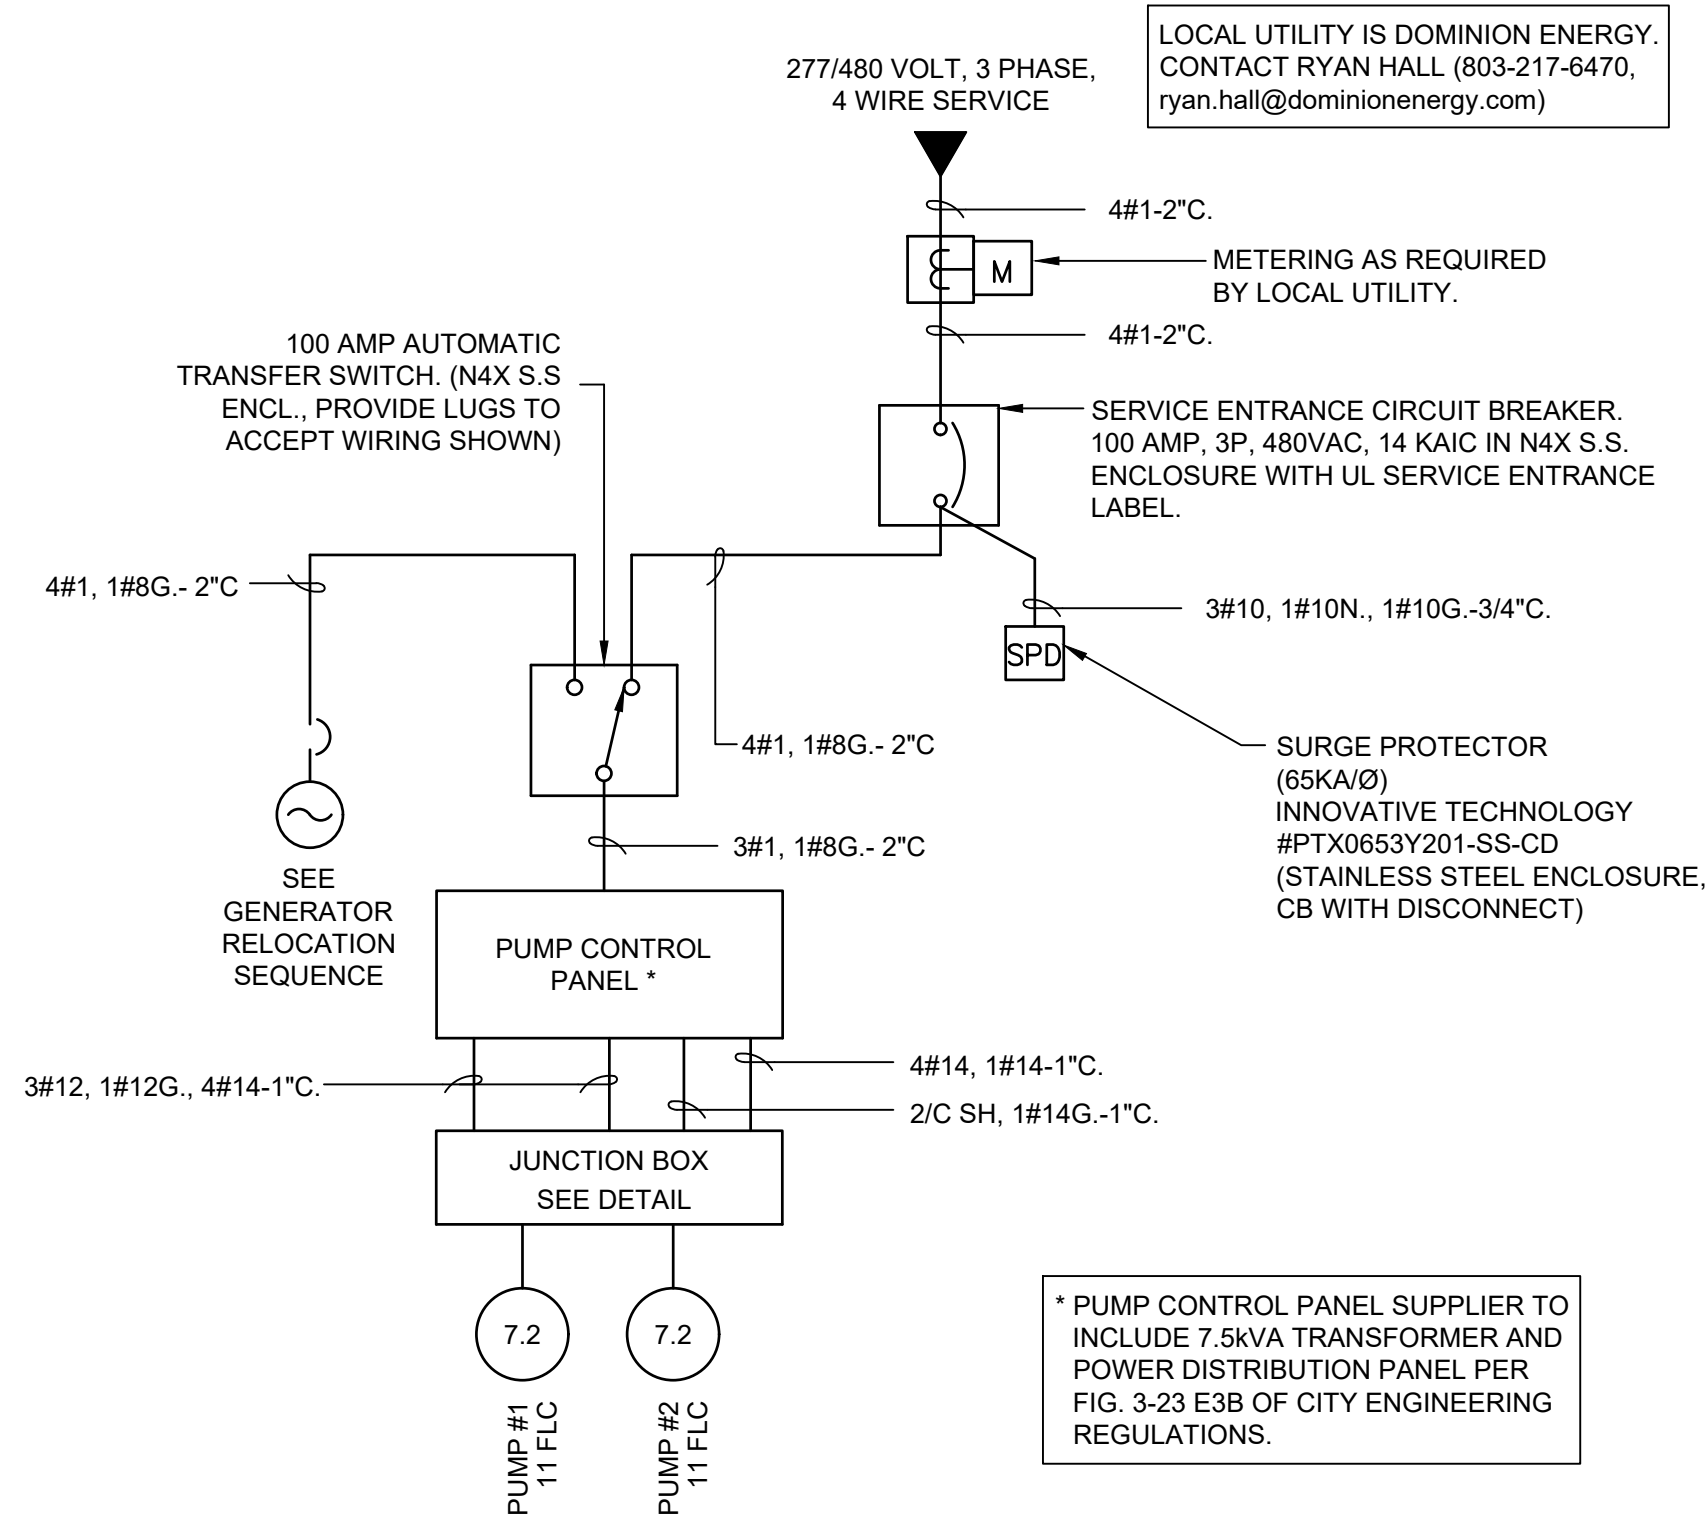 LOCAL UTILITY IS DOMINION ENERGY.
CONTACT RYAN HALL (803-217-6470,
ryan.hall@dominionenergy.com)
277/480 VOLT, 3 PHASE,
4 WIRE SERVICE
4#1-2"C.
M
METERING AS REQUIRED
BY LOCAL UTILITY.
4#1-2"C.
100 AMP AUTOMATIC
TRANSFER SWITCH. (N4X S.S
ENCL., PROVIDE LUGS TO
ACCEPT WIRING SHOWN)
SERVICE ENTRANCE CIRCUIT BREAKER.
100 AMP, 3P, 480VAC, 14 KAIC IN N4X S.S.
ENCLOSURE WITH UL SERVICE ENTRANCE
LABEL.
4#1, 1#8G.- 2"C
3#10, 1#10N., 1#10G.-3/4"C.
SPD
4#1, 1#8G.- 2"C
SURGE PROTECTOR
(65KA/Ø)
INNOVATIVE TECHNOLOGY
#PTX0653Y201-SS-CD
(STAINLESS STEEL ENCLOSURE,
CB WITH DISCONNECT)
3#1, 1#8G.- 2"C
SEE
GENERATOR
RELOCATION
SEQUENCE
PUMP CONTROL
PANEL *
3#12, 1#12G., 4#14-1"C.
4#14, 1#14-1"C.
2/C SH, 1#14G.-1"C.
JUNCTION BOX
SEE DETAIL
7.2
7.2
PUMP #1
11 FLC
PUMP #2
11 FLC
* PUMP CONTROL PANEL SUPPLIER TO
INCLUDE 7.5kVA TRANSFORMER AND
POWER DISTRIBUTION PANEL PER
FIG. 3-23 E3B OF CITY ENGINEERING
REGULATIONS.